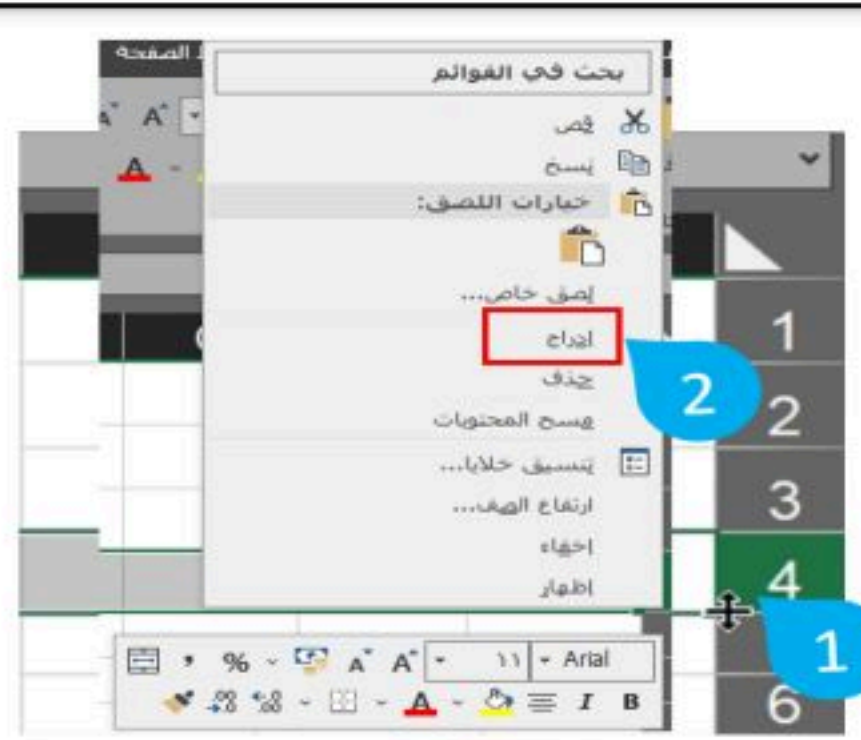 ط الصفحة
بحث في القوائم
قص
نسخ
خيارات اللصق:
لصق خاص...
إدراج
حذف
مسح المحتويات
تنسيق خلايا...
ارتفاع الصف...
إخفاء
إظهار
1
2
3
4
6
2
1
Arial ١١ A A % ,
B I A